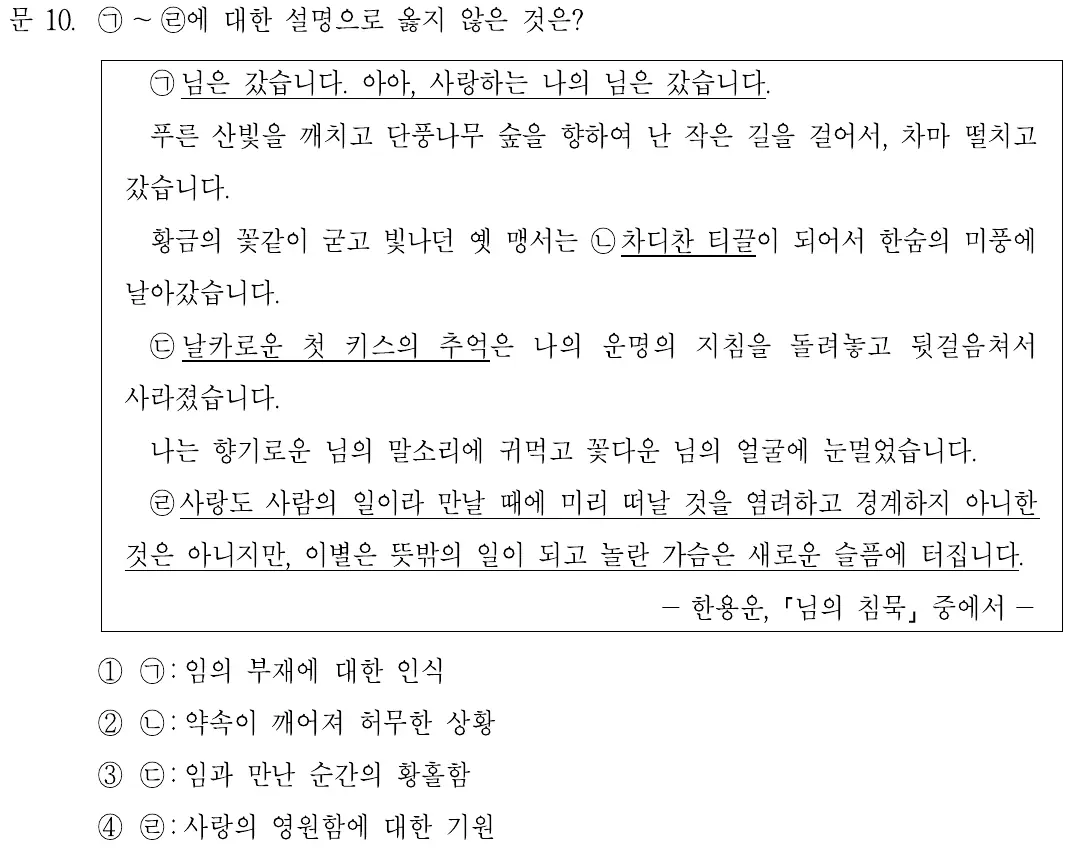 문 10. ㉠～㉣에 대한 설명으로 옳지 않은 것은?
㉠ 님은 갔습니다. 아아, 사랑하는 나의 님은 갔습니다.
푸른 산빛을 깨치고 단풍나무 숲을 향하여 난 작은 길을 걸어서, 차마 떨치고
갔습니다.
황금의 꽃같이 굳고 빛나던 옛 맹서는 ㉡ 차디찬 티끌이 되어서 한숨의 미풍에
날아갔습니다.
㉢ 날카로운 첫 키스의 추억은 나의 운명의 지침을 돌려놓고 뒷걸음쳐서
사라졌습니다.
나는 향기로운 님의 말소리에 귀먹고 꽃다운 님의 얼굴에 눈멀었습니다.
㉣ 사랑도 사람의 일이라 만날 때에 미리 떠날 것을 염려하고 경계하지 아니한
것은 아니지만, 이별은 뜻밖의 일이 되고 놀란 가슴은 새로운 슬픔에 터집니다.
－ 한용운, ｢님의 침묵｣ 중에서 －
① ㉠: 임의 부재에 대한 인식
② ㉡: 약속이 깨어져 허무한 상황
③ ㉢: 임과 만난 순간의 황홀함
④ ㉣: 사랑의 영원함에 대한 기원